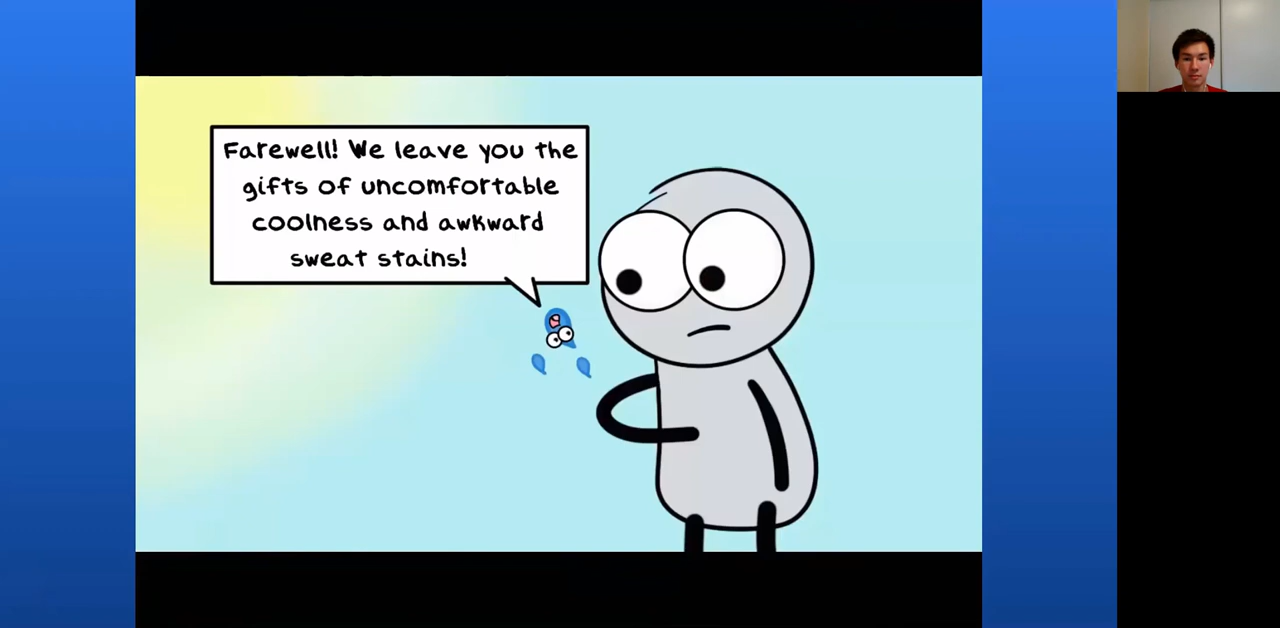 Farewell! We leave you the
gifts of uncomfortable
coolness and awkward
sweat stains!